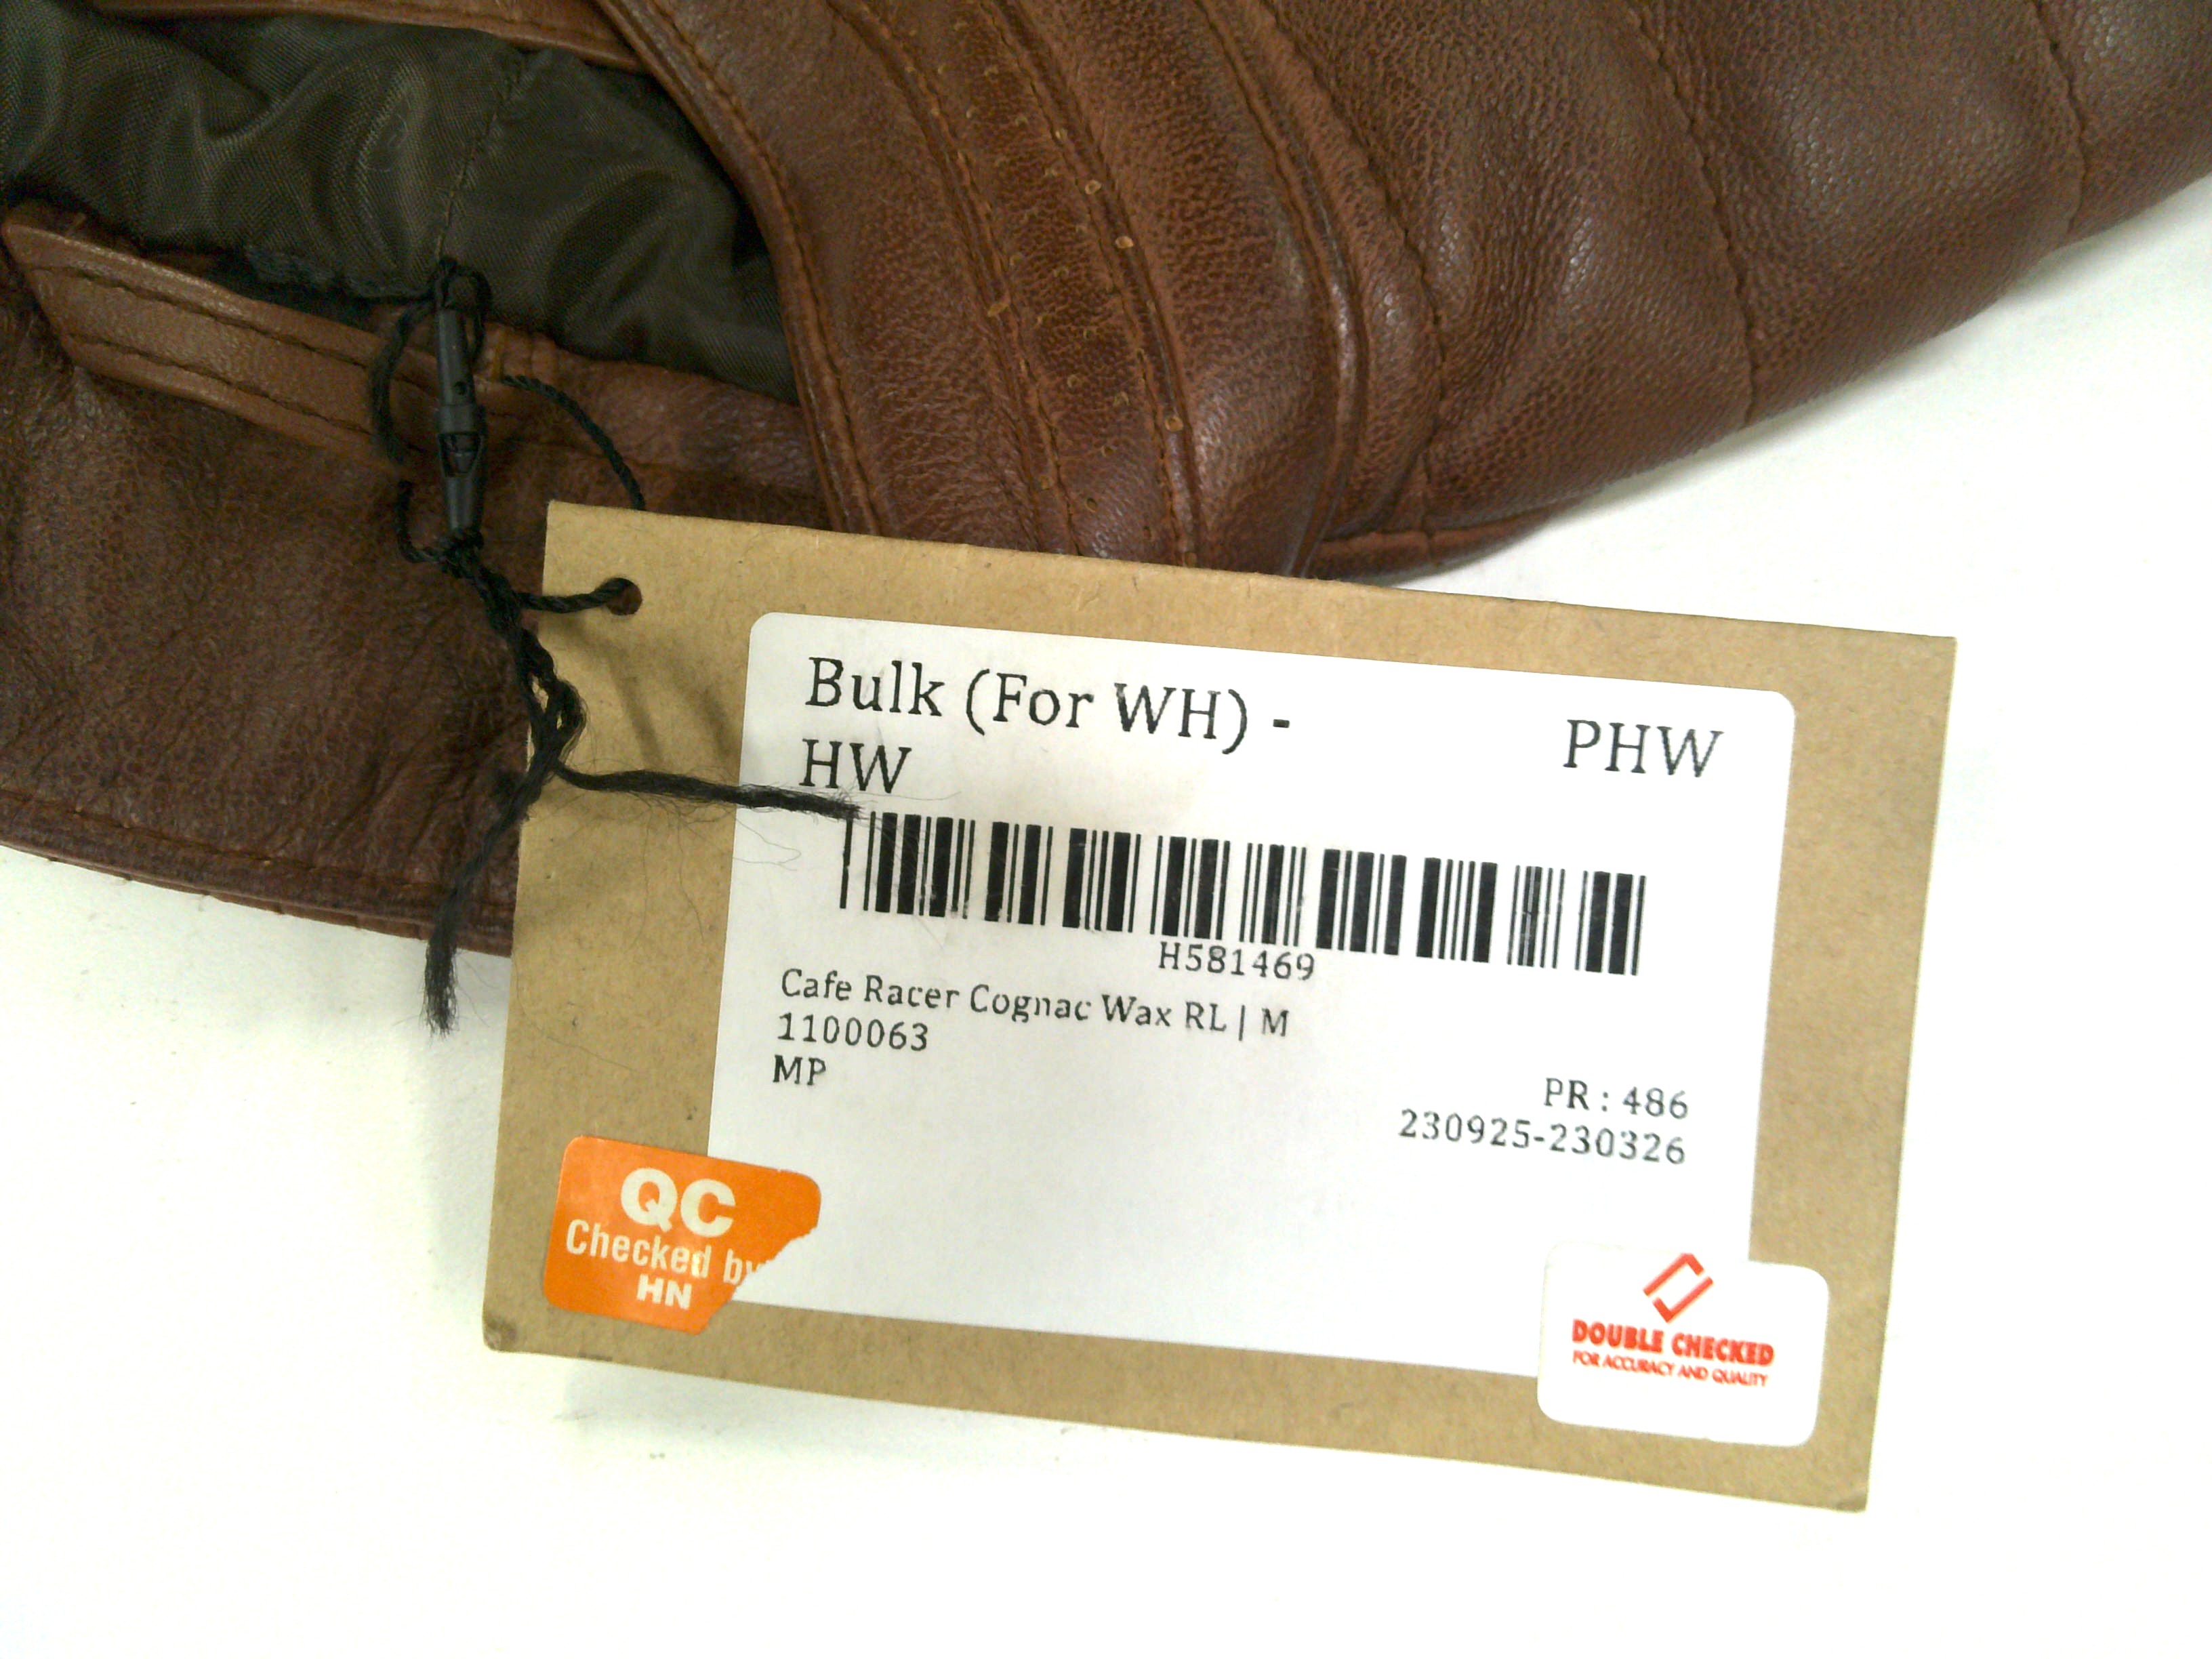 Bulk (For WH) - PHW
HW
H581469
Cafe Racer Cognac Wax RL | M
1100063
MP
PR : 486
230925-230326
QC
Checked by
HN
DOUBLE CHECKED
FOR ACCURACY AND QUALITY